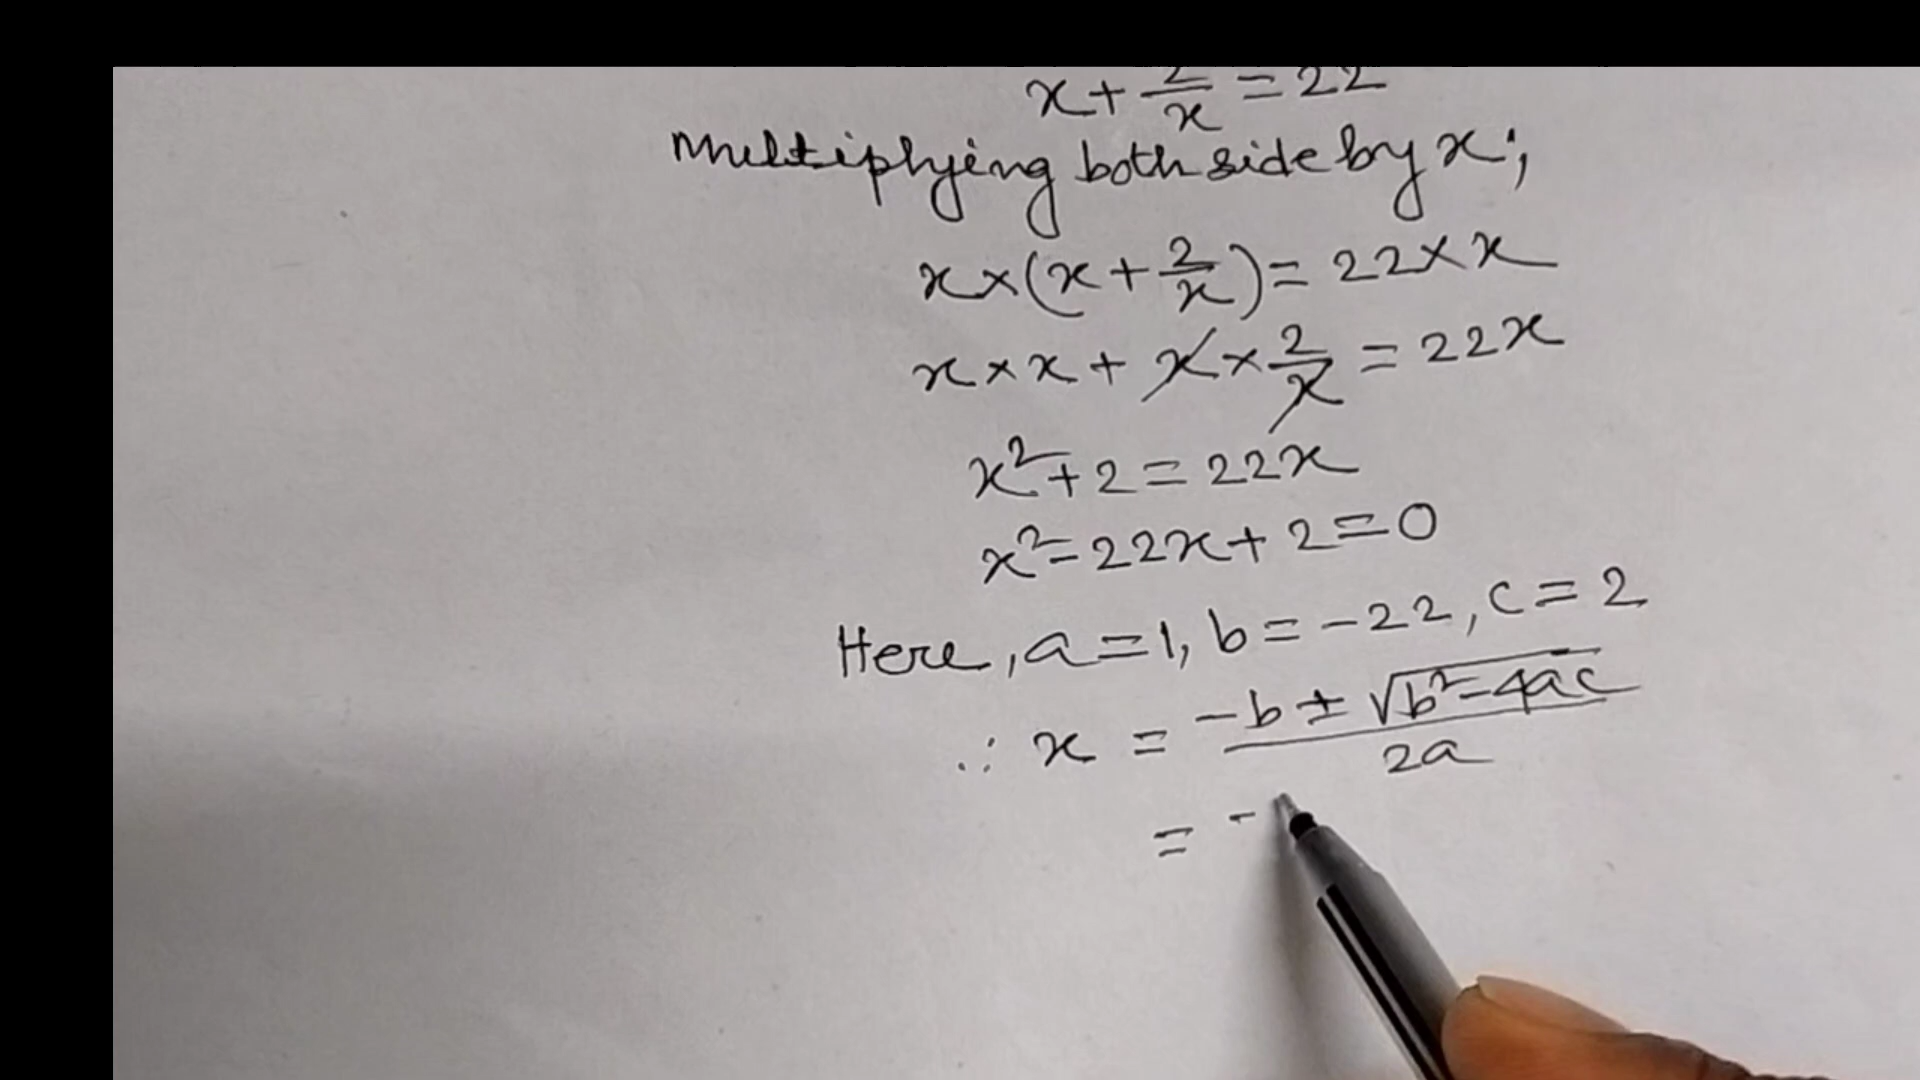 x + 2/x = 22
Multiplying both side by x;
x × (x + 2/x) = 22 × x
x × x + x × 2/x = 22x
x² + 2 = 22x
x² - 22x + 2 = 0
Here, a = 1, b = -22, c = 2
∴ x = (-b ± √(b² - 4ac))/2a
= -